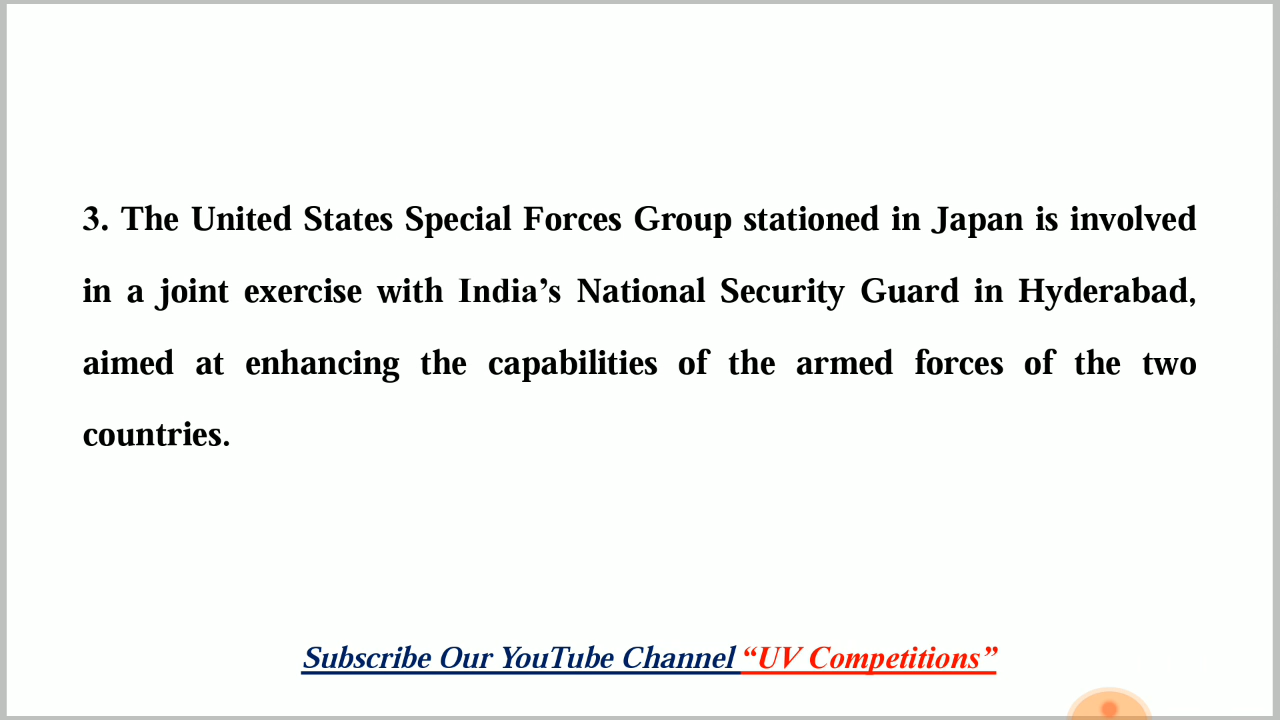 3. The United States Special Forces Group stationed in Japan is involved
in a joint exercise with India’s National Security Guard in Hyderabad,
aimed at enhancing the capabilities of the armed forces of the two
countries.
Subscribe Our YouTube Channel “UV Competitions”